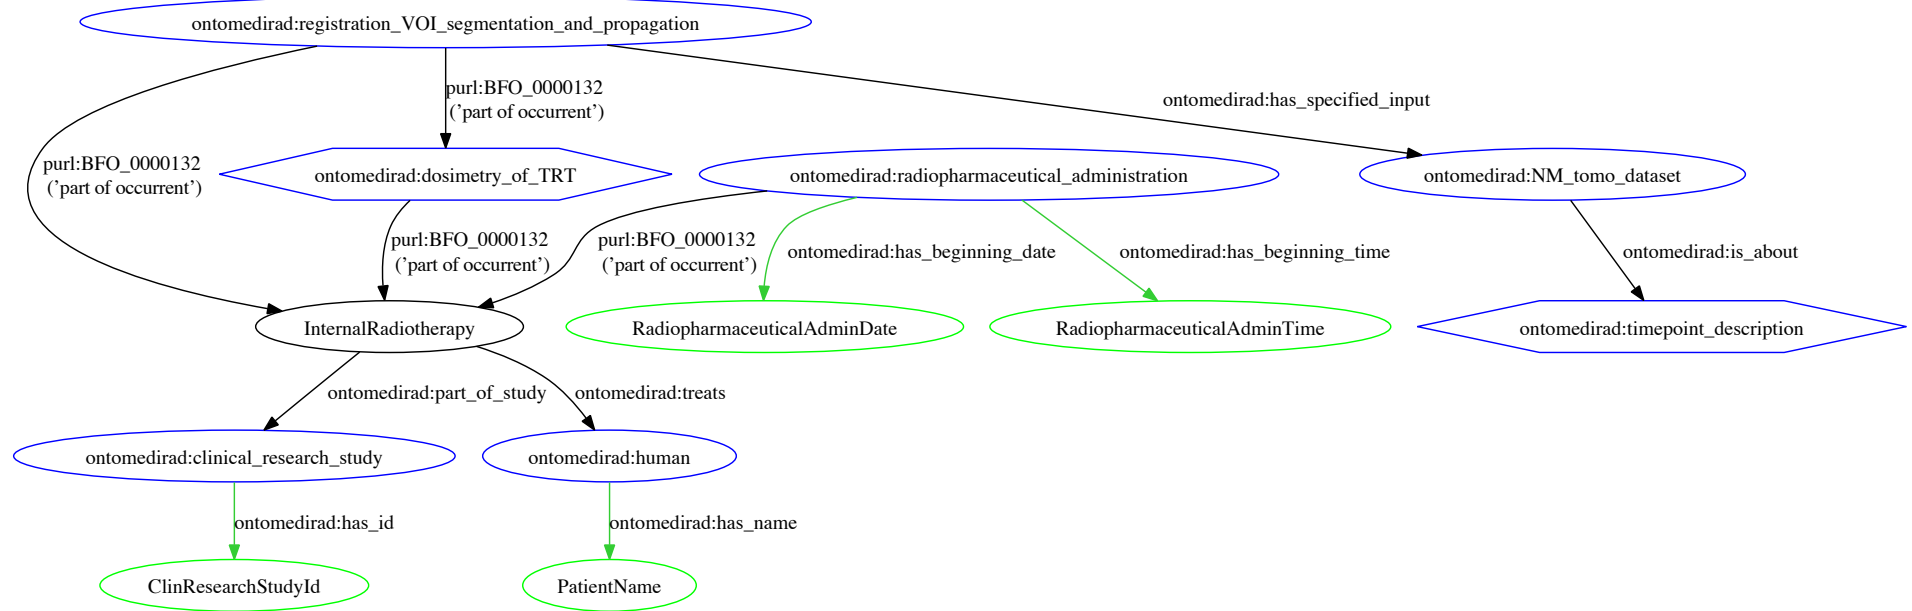 ontomedirad:registration_VOI_segmentation_and_propagation
purl:BFO_0000132
('part of occurrent')
ontomedirad:has_specified_input
purl:BFO_0000132
('part of occurrent')
ontomedirad:dosimetry_of_TRT
ontomedirad:radiopharmaceutical_administration
ontomedirad:NM_tomo_dataset
purl:BFO_0000132
('part of occurrent')
purl:BFO_0000132
('part of occurrent')
ontomedirad:has_beginning_date
ontomedirad:has_beginning_time
ontomedirad:is_about
InternalRadiotherapy
RadiopharmaceuticalAdminDate
RadiopharmaceuticalAdminTime
ontomedirad:timepoint_description
ontomedirad:part_of_study
ontomedirad:treats
ontomedirad:clinical_research_study
ontomedirad:human
ontomedirad:has_id
ontomedirad:has_name
ClinResearchStudyId
PatientName